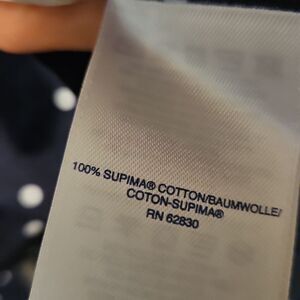 100% SUPIMA® COTTON/BAUMWOLLE/
COTON-SUPIMA®
RN 62830